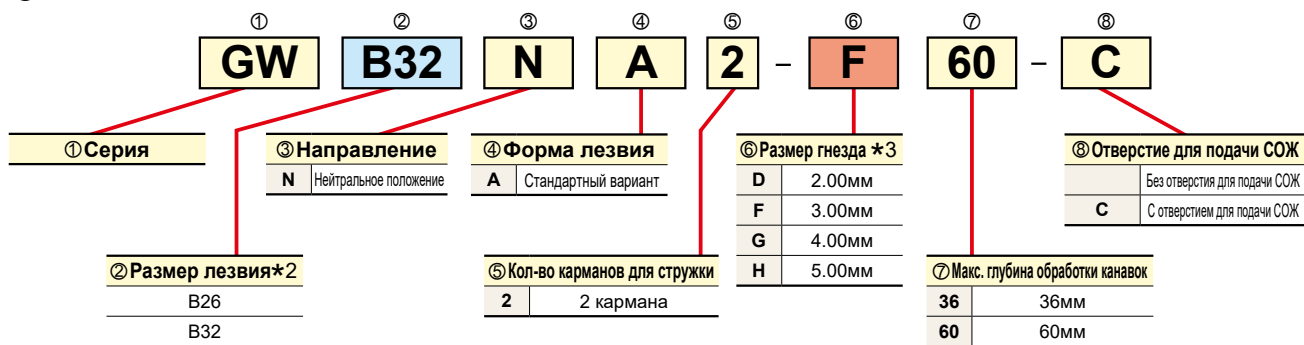 ① ② ③ ④ ⑤ ⑥ ⑦ ⑧
GW B32 N A 2 – F 60 – C
①Серия
③Направление
N Нейтральное положение
④Форма лезвия
A Стандартный вариант
⑥Размер гнезда *3
D 2.00мм
F 3.00мм
G 4.00мм
H 5.00мм
⑧Отверстие для подачи СОЖ
Без отверстия для подачи СОЖ
C С отверстием для подачи СОЖ
②Размер лезвия*2
B26
B32
⑤Кол-во карманов для стружки
2 2 кармана
⑦Макс. глубина обработки канавок
36 36мм
60 60мм